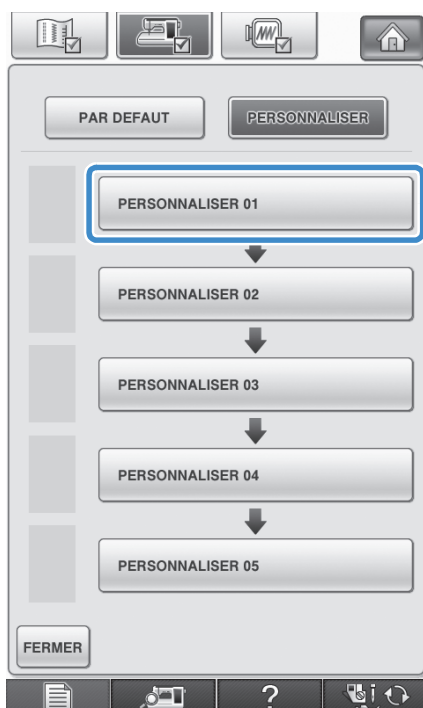 PAR DEFAUT PERSONNALISER
PERSONNALISER 01
PERSONNALISER 02
PERSONNALISER 03
PERSONNALISER 04
PERSONNALISER 05
FERMER
?